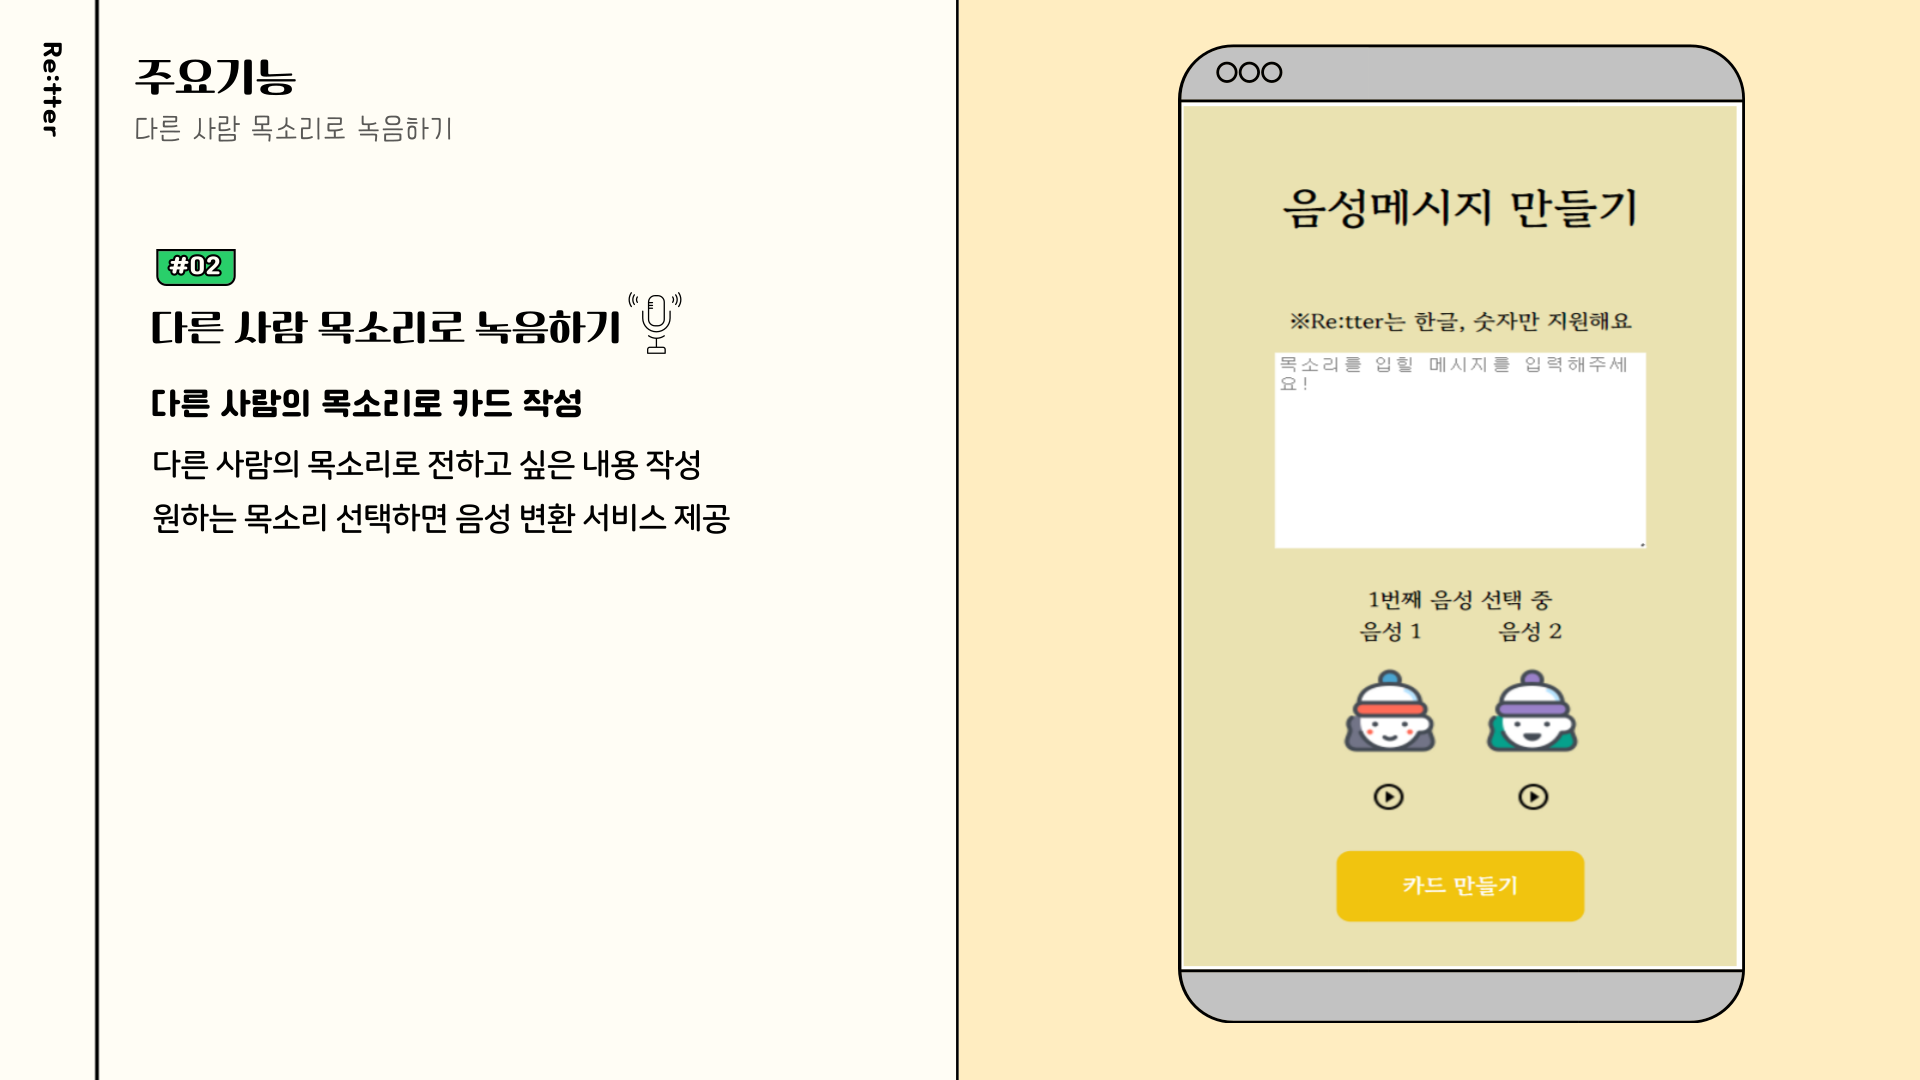 Re:tter
주요기능
다른 사람 목소리로 녹음하기
#02
다른 사람 목소리로 녹음하기
다른 사람의 목소리로 카드 작성
다른 사람의 목소리로 전하고 싶은 내용 작성
원하는 목소리 선택하면 음성 변환 서비스 제공
음성메시지 만들기
※Re:tter는 한글, 숫자만 지원해요
목소리를 입힐 메시지를 입력해주세
요!
1번째 음성 선택 중
음성 1 음성 2
카드 만들기